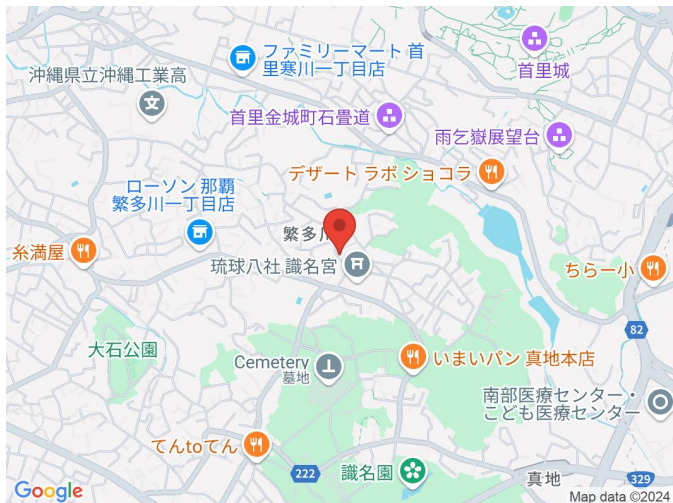 ファミリーマート 首
里寒川一丁目店
首里城
沖縄県立沖縄工業高
首里金城町石畳道
雨乞嶽展望台
デザート ラボ ショコラ
ローソン 那覇
繁多川一丁目店
繁多川
糸満屋
琉球八社 識名宮
ちらー小
82
大石公園
Cemetery
墓地
いまいパン 真地本店
南部医療センター・
こども医療センター
てんtoてん
222
識名園
真地
329
Google
Map data ©2024